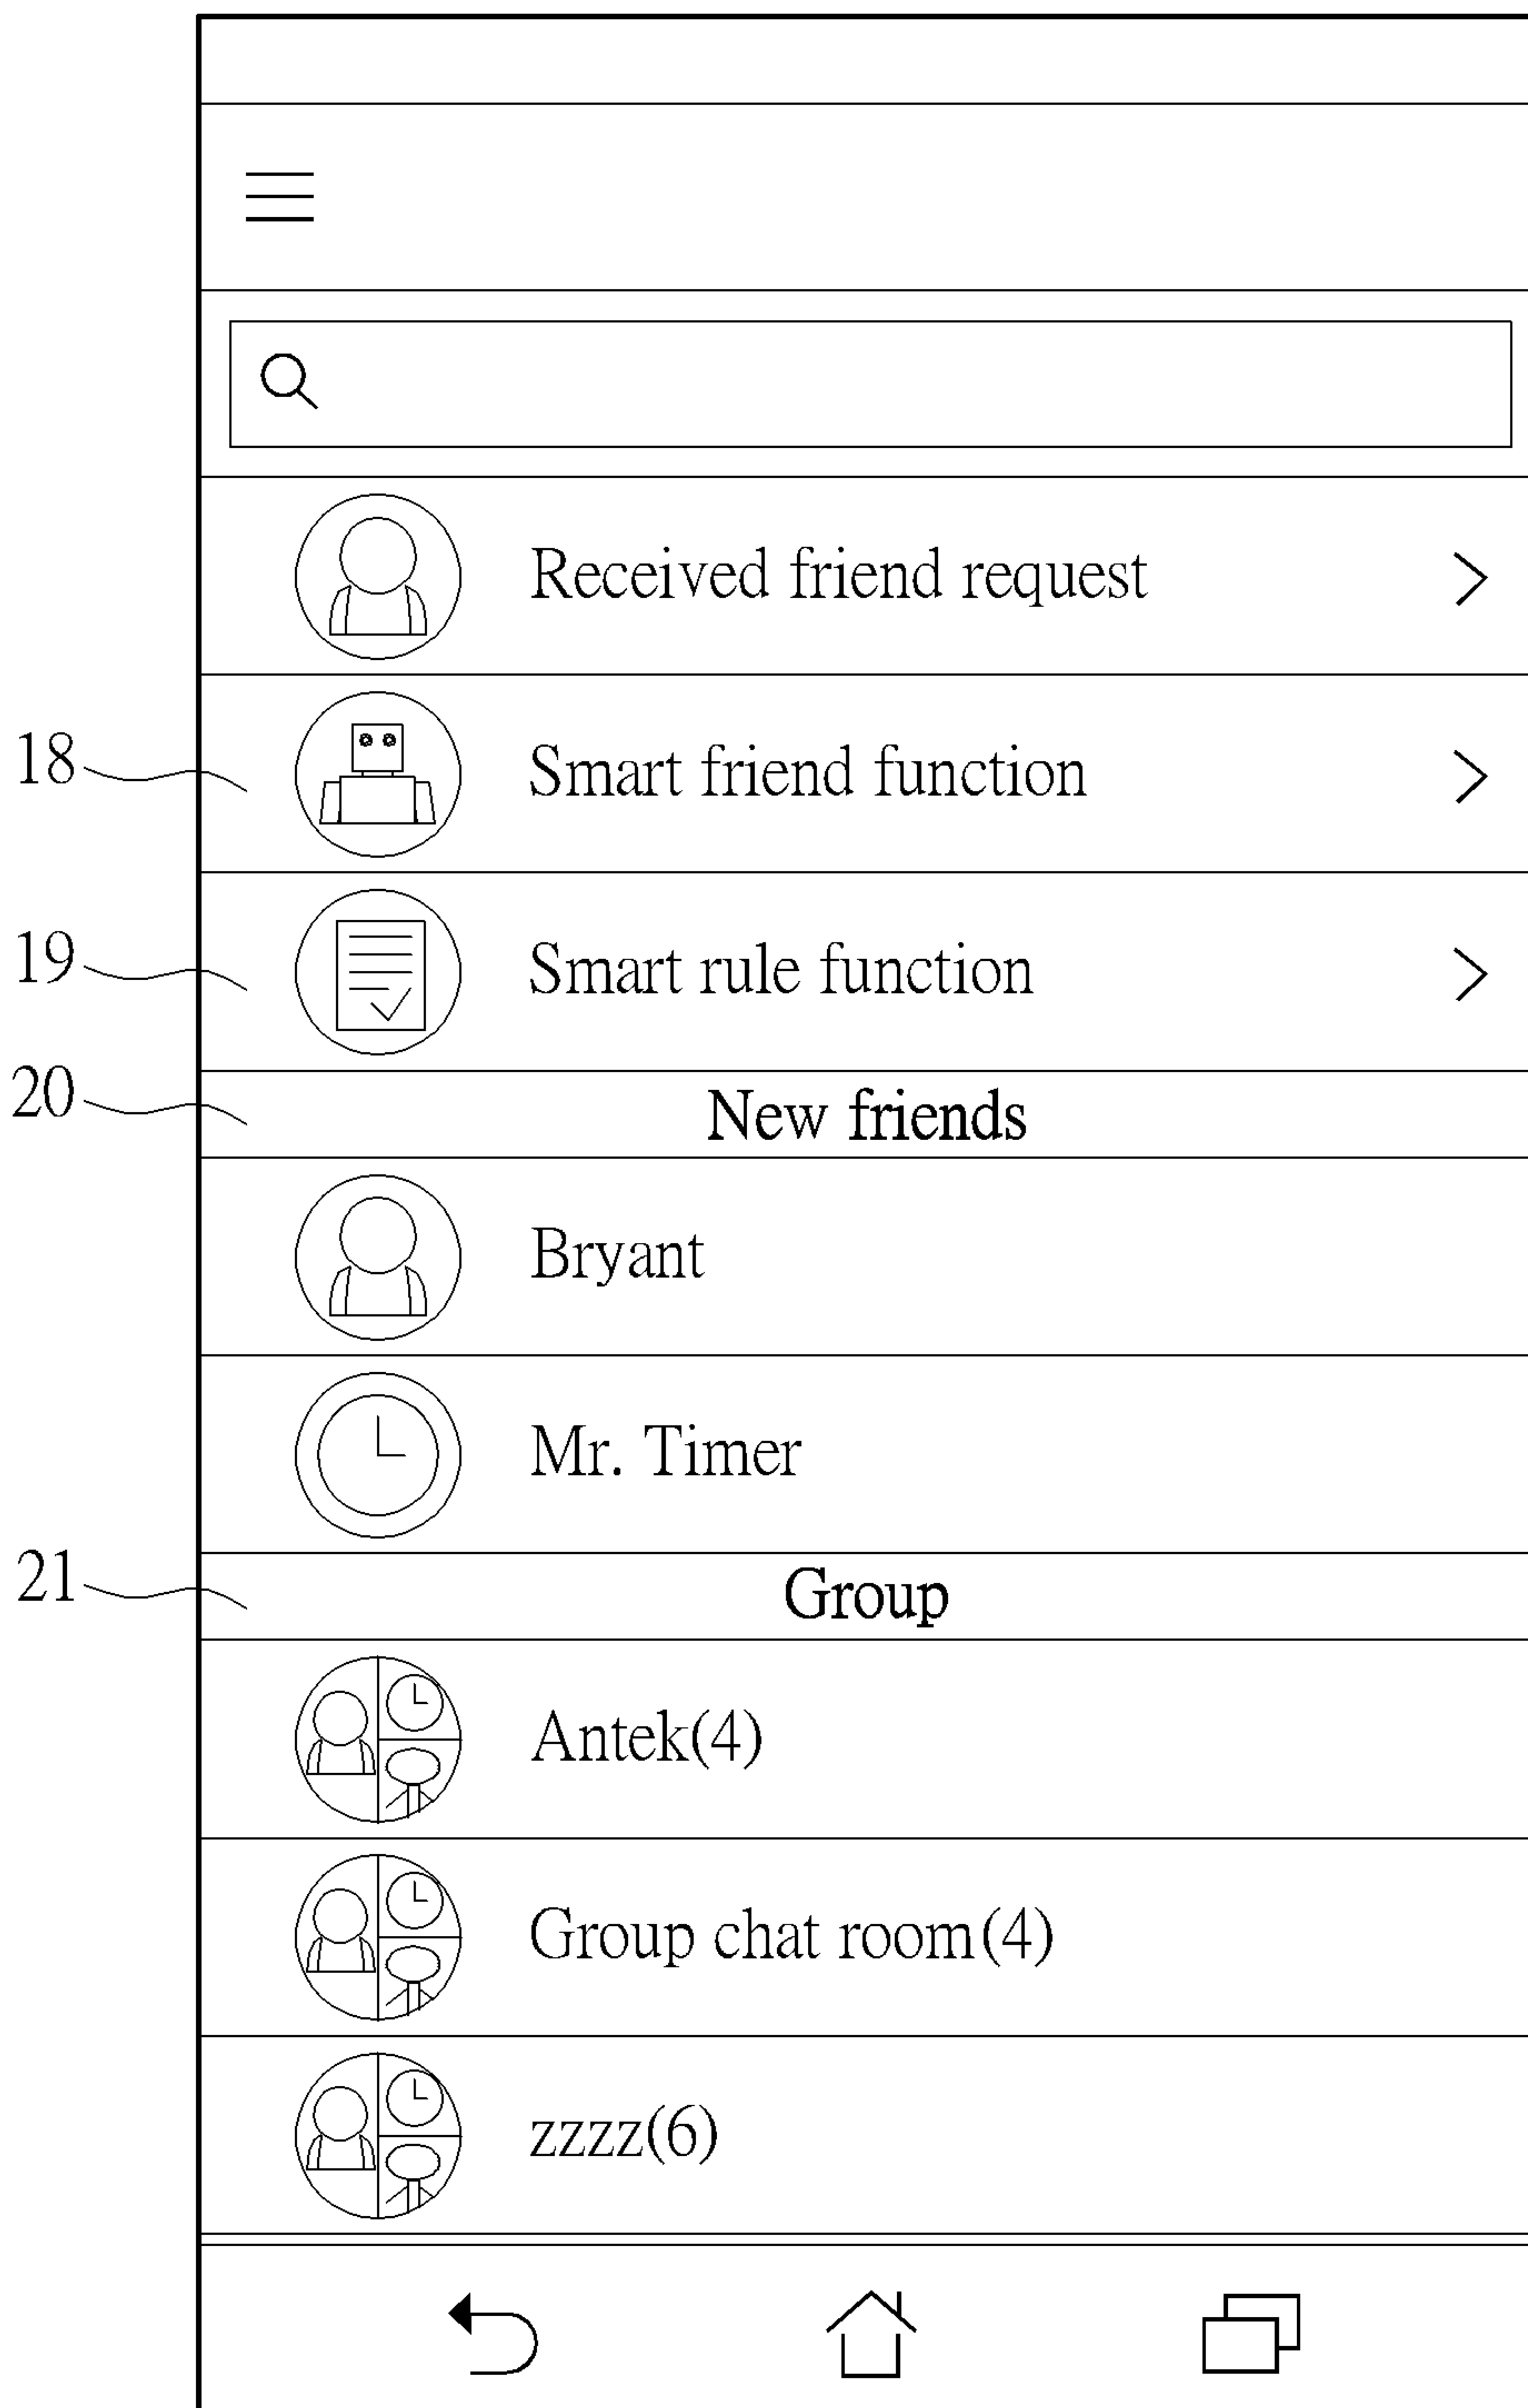 Received friend request
18
Smart friend function
19
Smart rule function
20
New friends
Bryant
Mr. Timer
21
Group
Antek(4)
Group chat room(4)
zzzz(6)